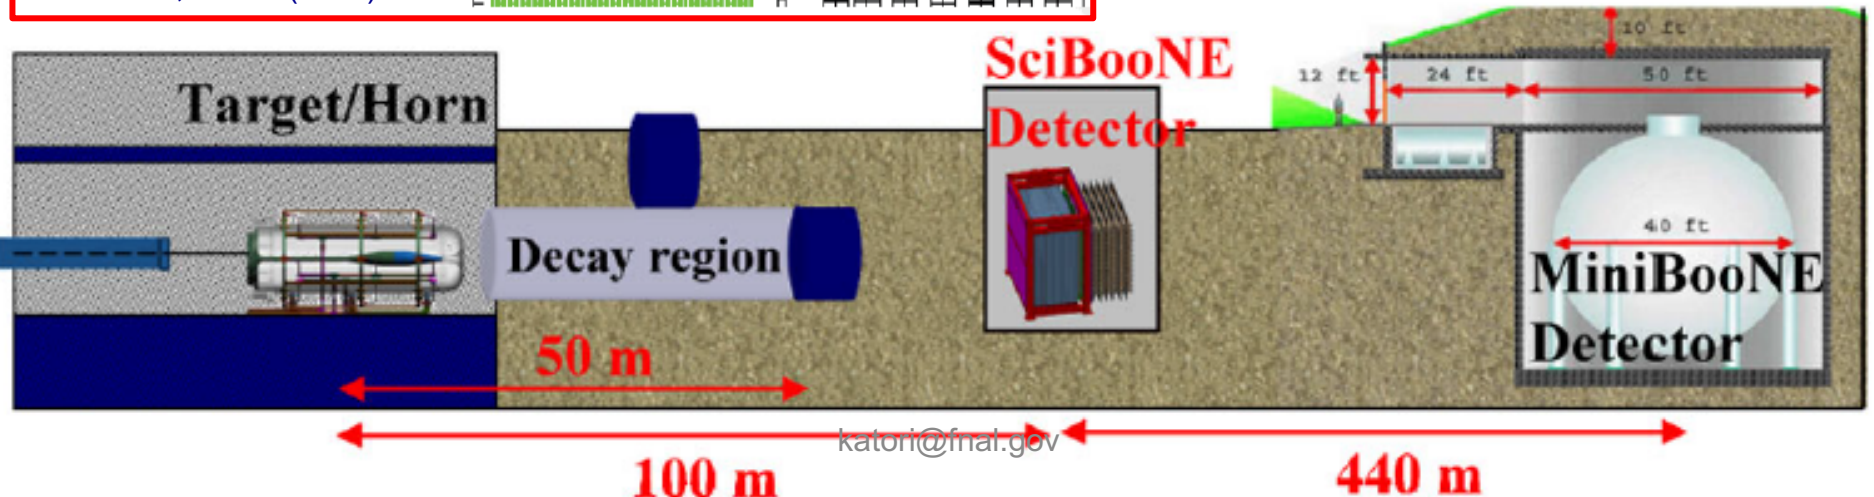 Target/Horn
Decay region
SciBooNE
Detector
12 ft
24 ft
10 ft
50 ft
40 ft
MiniBooNE
Detector
50 m
katori@fnal.gov
100 m
440 m